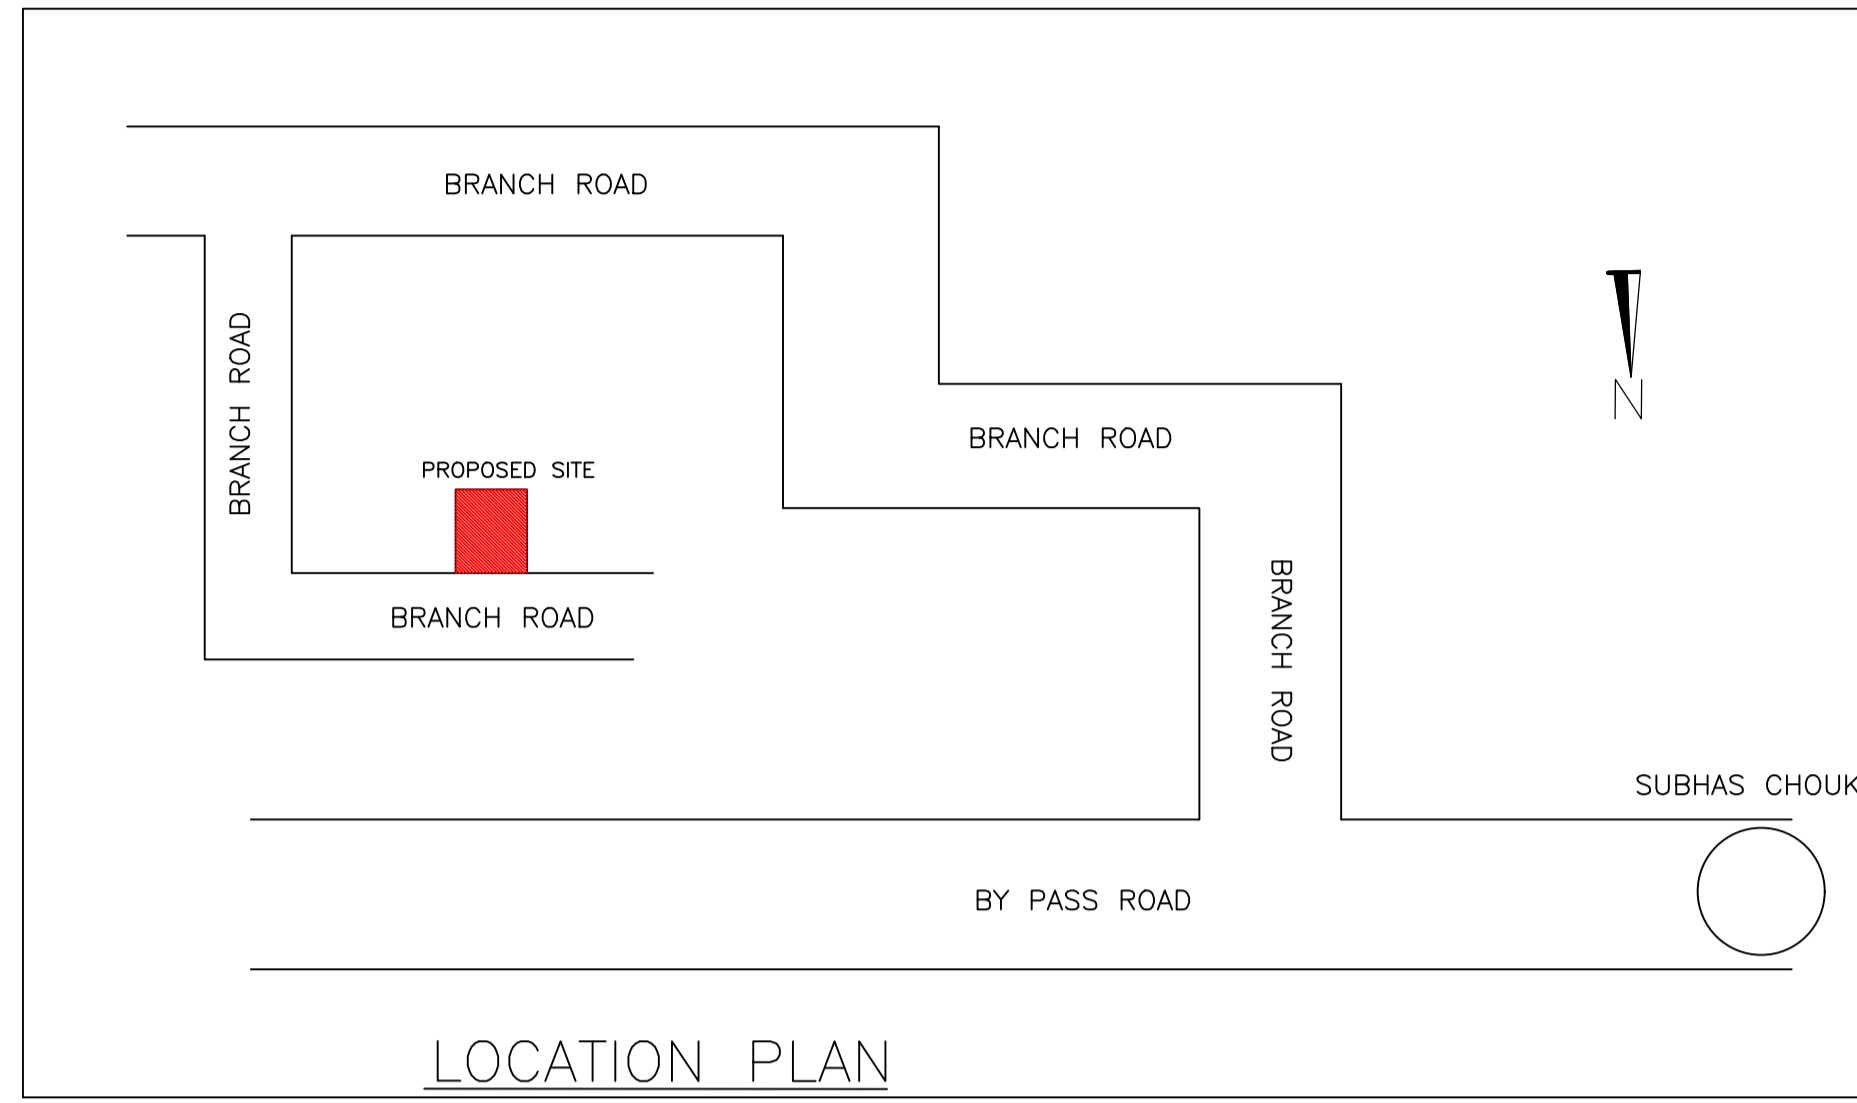 BRANCH ROAD
BRANCH ROAD
N
BRANCH ROAD
PROPOSED SITE
BRANCH ROAD
BRANCH ROAD
SUBHAS CHOUK
BY PASS ROAD
LOCATION PLAN